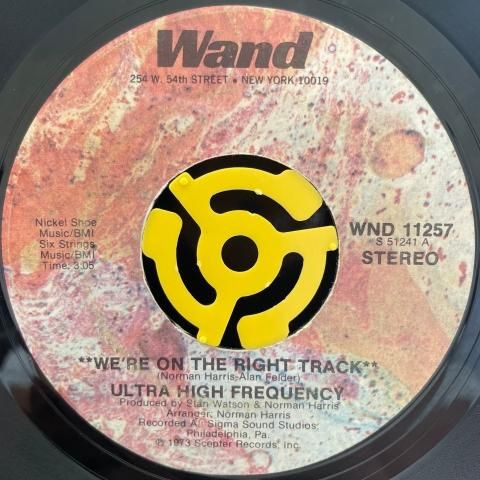 Wand
254 W. 54th STREET • NEW YORK, 10019
Nickel Shoe
Music/BMI
Six Strings
Music/BMI
Time: 3:05
WND 11257
S 51241 A
STEREO
**WE'RE ON THE RIGHT TRACK**
(Norman Harris-Alan Felder)
ULTRA HIGH FREQUENCY
Produced by Stan Watson & Norman Harris
Arranger: Norman Harris
Recorded At: Sigma Sound Studios:
Philadelphia, Pa.
℗ 1973 Scepter Records, Inc.